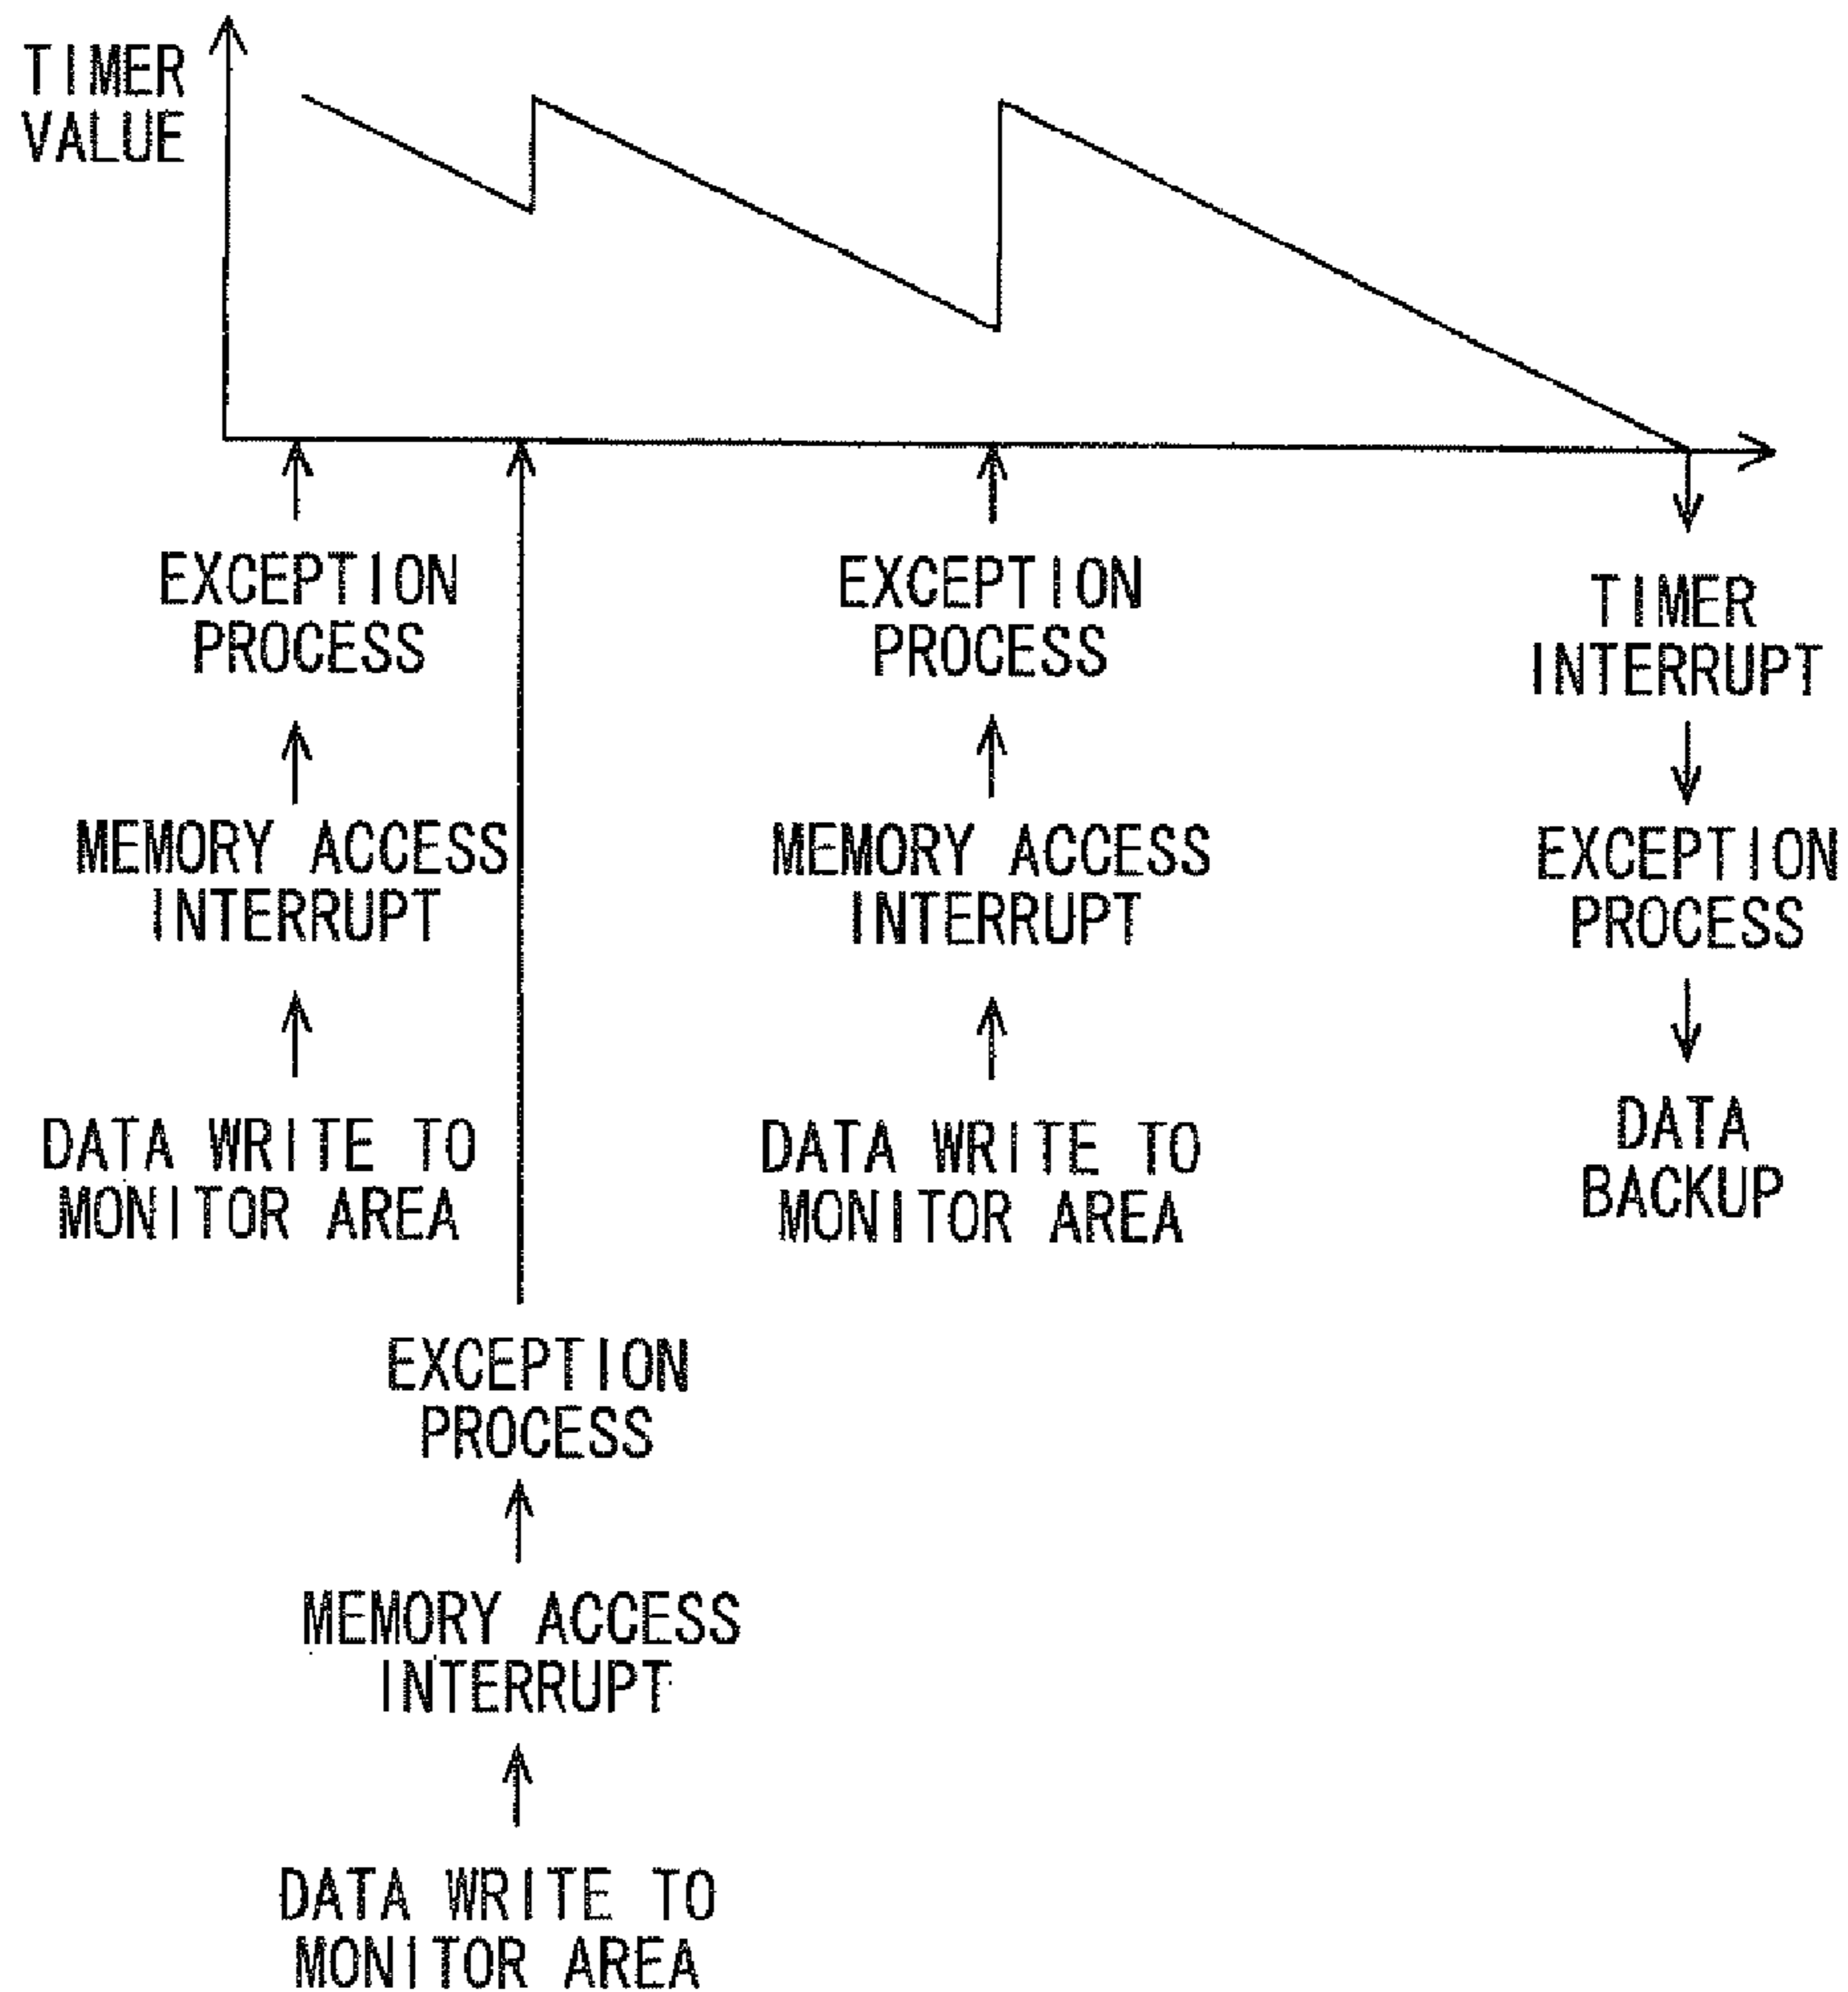 TIMER
VALUE
EXCEPTION
PROCESS
MEMORY ACCESS
INTERRUPT
DATA WRITE TO
MONITOR AREA
EXCEPTION
PROCESS
MEMORY ACCESS
INTERRUPT
DATA WRITE TO
MONITOR AREA
EXCEPTION
PROCESS
MEMORY ACCESS
INTERRUPT
DATA WRITE TO
MONITOR AREA
TIMER
INTERRUPT
EXCEPTION
PROCESS
DATA
BACKUP